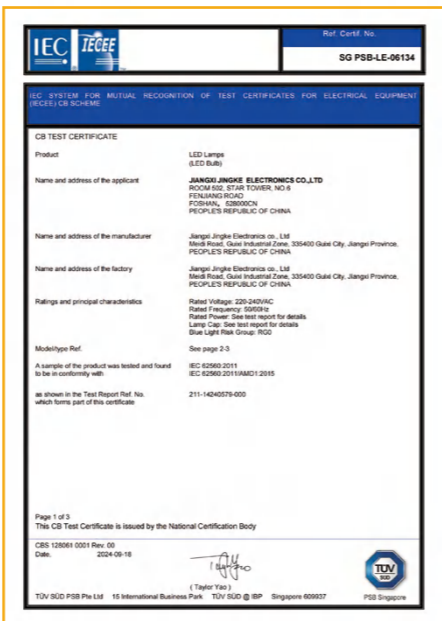 Ref. Certif. No.
IEC IECEE
SG PSB-LE-06134
IEC SYSTEM FOR MUTUAL RECOGNITION OF TEST CERTIFICATES FOR ELECTRICAL EQUIPMENT
(IECEE) CB SCHEME
CB TEST CERTIFICATE
Product
LED Lamps
(LED Bulb)
Name and address of the applicant
JIANGXI JINGKE ELECTRONICS CO.,LTD
ROOM 502, STAR TOWER, NO.6
FENJIANG ROAD
FOSHAN, 528000CN
PEOPLE'S REPUBLIC OF CHINA
Name and address of the manufacturer
Jiangxi Jingke Electronics co., Ltd
Meidi Road, Guixi Industrial Zone, 335400 Guixi City, Jiangxi Province,
PEOPLE'S REPUBLIC OF CHINA
Name and address of the factory
Jiangxi Jingke Electronics co., Ltd
Meidi Road, Guixi Industrial Zone, 335400 Guixi City, Jiangxi Province,
PEOPLE'S REPUBLIC OF CHINA
Ratings and principal characteristics
Rated Voltage: 220-240VAC
Rated Frequency: 50/60Hz
Rated Power: See test report for details
Lamp Cap: See test report for details
Blue Light Risk Group: RG0
Model/type Ref.
See page 2-3
A sample of the product was tested and found
to be in conformity with
IEC 62560:2011
IEC 62560:2011/AMD1:2015
as shown in the Test Report Ref. No.
which forms part of this certificate
211-14240579-000
Page 1 of 3
This CB Test Certificate is issued by the National Certification Body
CBS 128061 0001 Rev. 00
Date, 2024-09-18
( Taylor Yao )
TÜV SÜD PSB Pte Ltd 15 International Business Park TÜV SÜD @ IBP Singapore 609937
TÜV
SÜD
PSB Singapore